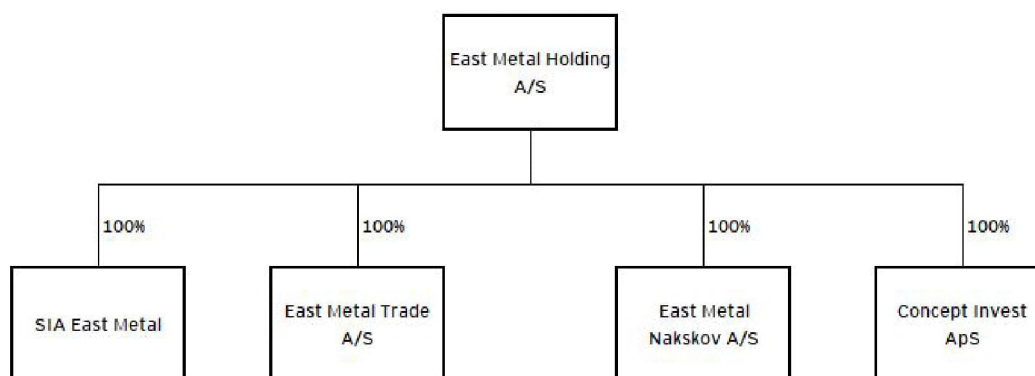 East Metal Holding
A/S
100%
100%
100%
100%
SIA East Metal
East Metal Trade
A/S
East Metal
Nakskov A/S
Concept Invest
ApS